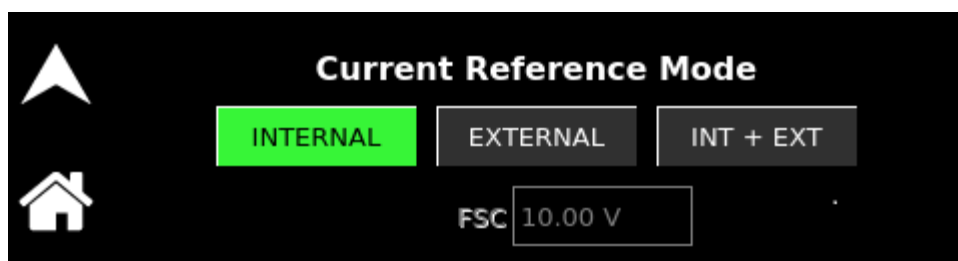 Current Reference Mode
INTERNAL EXTERNAL INT + EXT
FSC 10.00 V